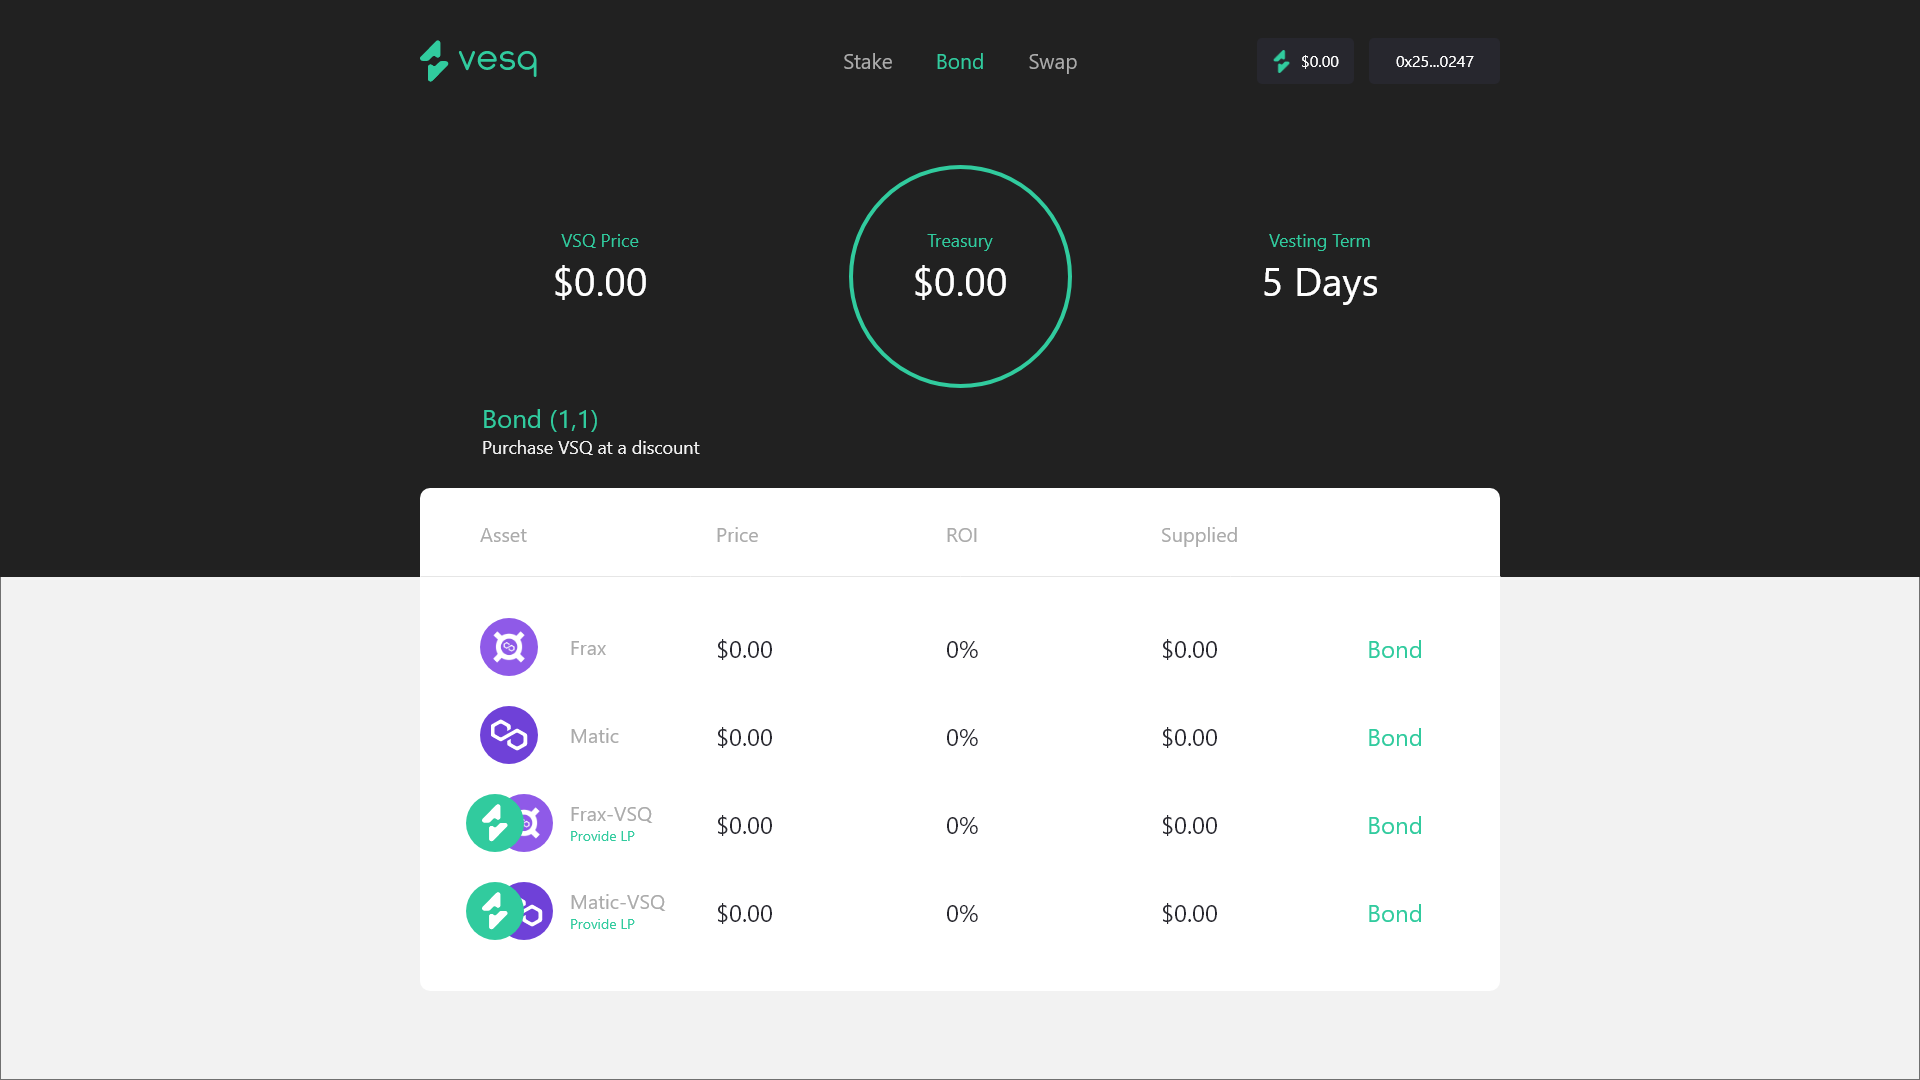 vesq
Stake Bond Swap
$0.00
0x25...0247
VSQ Price
$0.00
Treasury
$0.00
Vesting Term
5 Days
Bond (1,1)
Purchase VSQ at a discount
Asset Price ROI Supplied
Frax $0.00 0% $0.00 Bond
Matic $0.00 0% $0.00 Bond
Frax-VSQ $0.00 0% $0.00 Bond
Provide LP
Matic-VSQ $0.00 0% $0.00 Bond
Provide LP